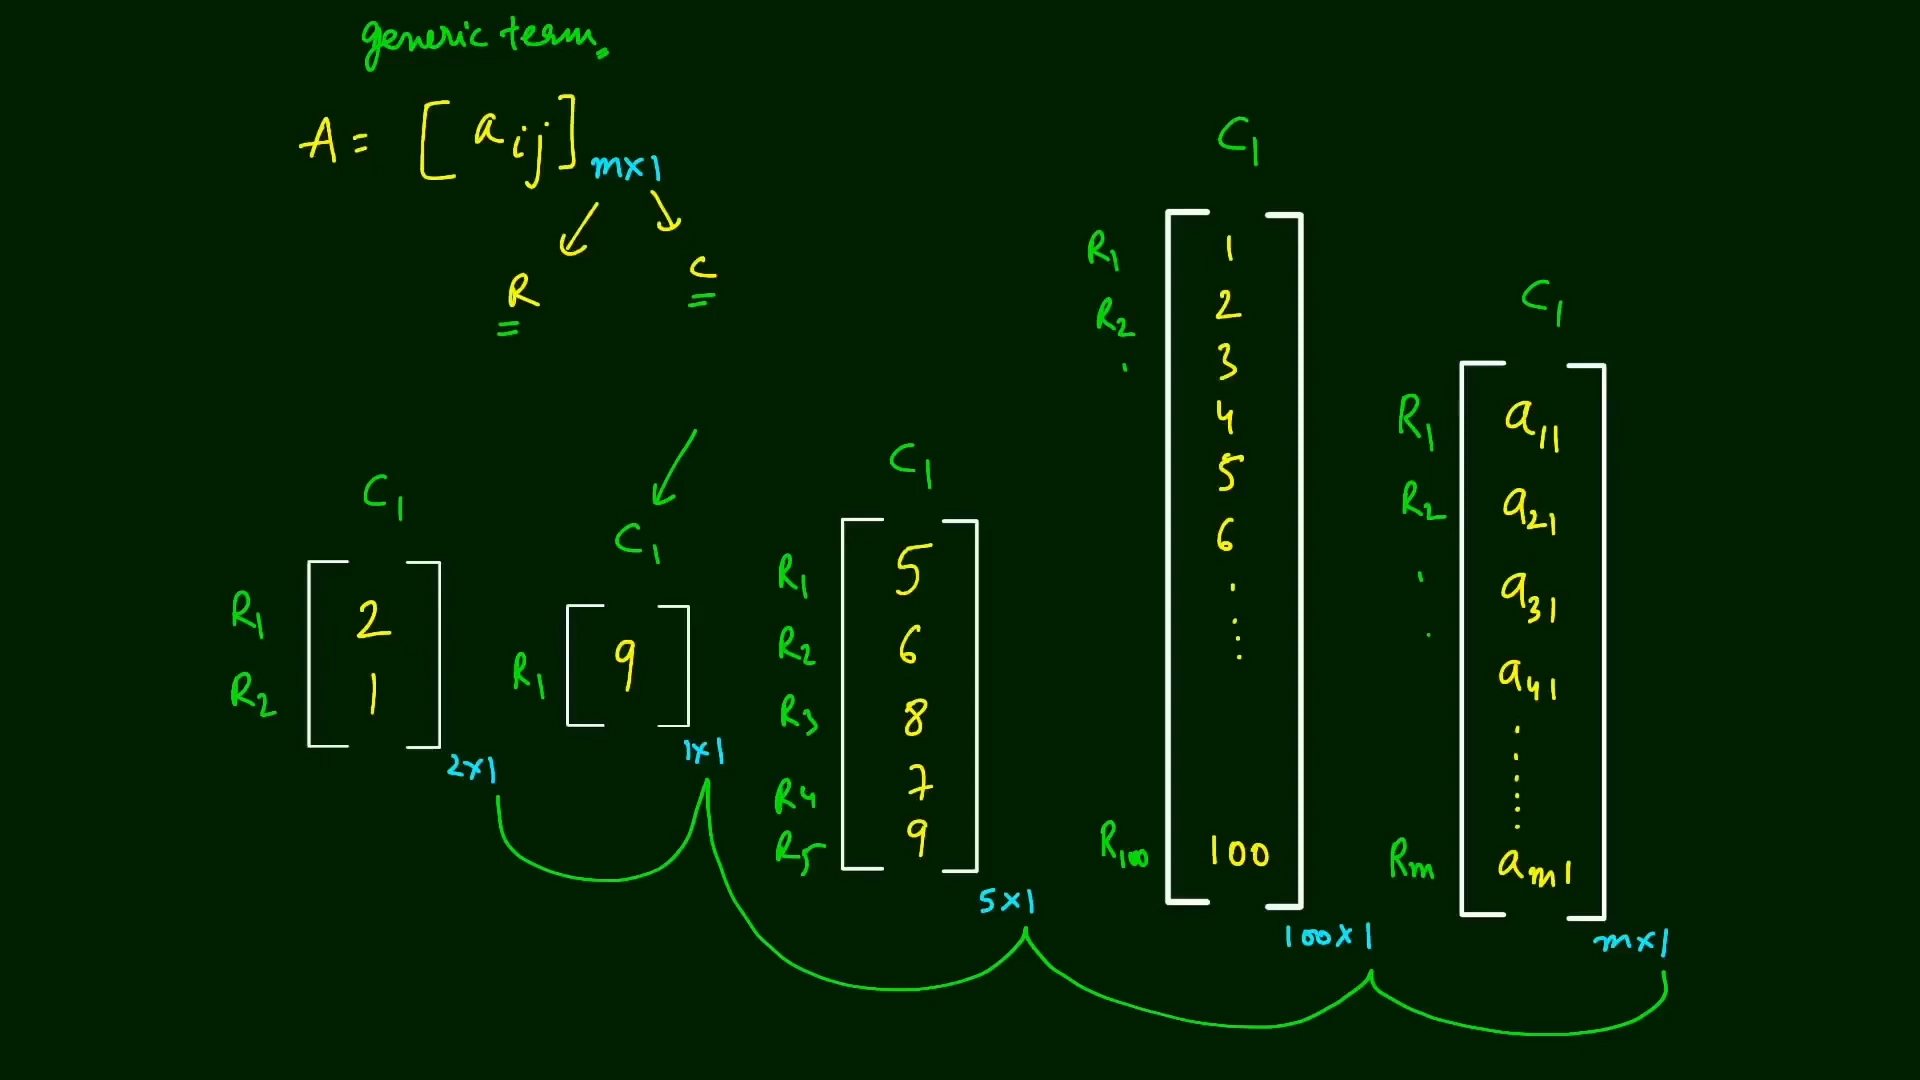 generic term.
A = [ aij ] m×1
R
C
C1
R1 2
R2 1
2×1
C1
R1 9
1×1
C1
R1 5
R2 6
R3 8
R4 7
R5 9
5×1
C1
R1 1
R2 2
. 3
4
5
6
.
.
.
.
R100 100
100×1
C1
R1 a11
R2 a21
. a31
. a41
.
.
.
.
.
Rm am1
m×1